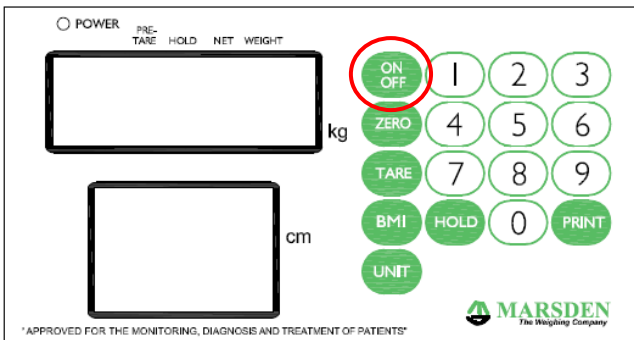 POWER
PRE-
TARE HOLD NET WEIGHT
kg
cm
ON
OFF
1 2 3
ZERO 4 5 6
TARE 7 8 9
BMI HOLD 0 PRINT
UNIT
MARSDEN
The Weighing Company
"APPROVED FOR THE MONITORING, DIAGNOSIS AND TREATMENT OF PATIENTS"